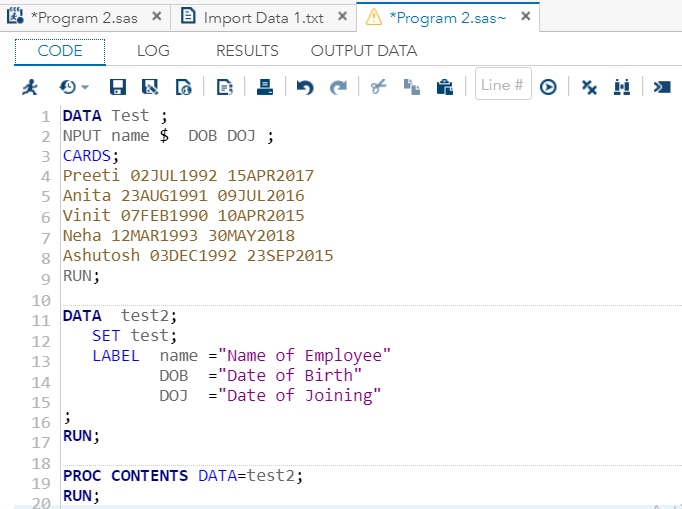 *Program 2.sas × Import Data 1.txt × *Program 2.sas~ ×
CODE LOG RESULTS OUTPUT DATA
Line #
1 DATA Test ;
2 NPUT name $ DOB DOJ ;
3 CARDS;
4 Preeti 02JUL1992 15APR2017
5 Anita 23AUG1991 09JUL2016
6 Vinit 07FEB1990 10APR2015
7 Neha 12MAR1993 30MAY2018
8 Ashutosh 03DEC1992 23SEP2015
9 RUN;
10
11 DATA test2;
12 SET test;
13 LABEL name ="Name of Employee"
14 DOB ="Date of Birth"
15 DOJ ="Date of Joining"
16 ;
17 RUN;
18
19 PROC CONTENTS DATA=test2;
20 RUN;